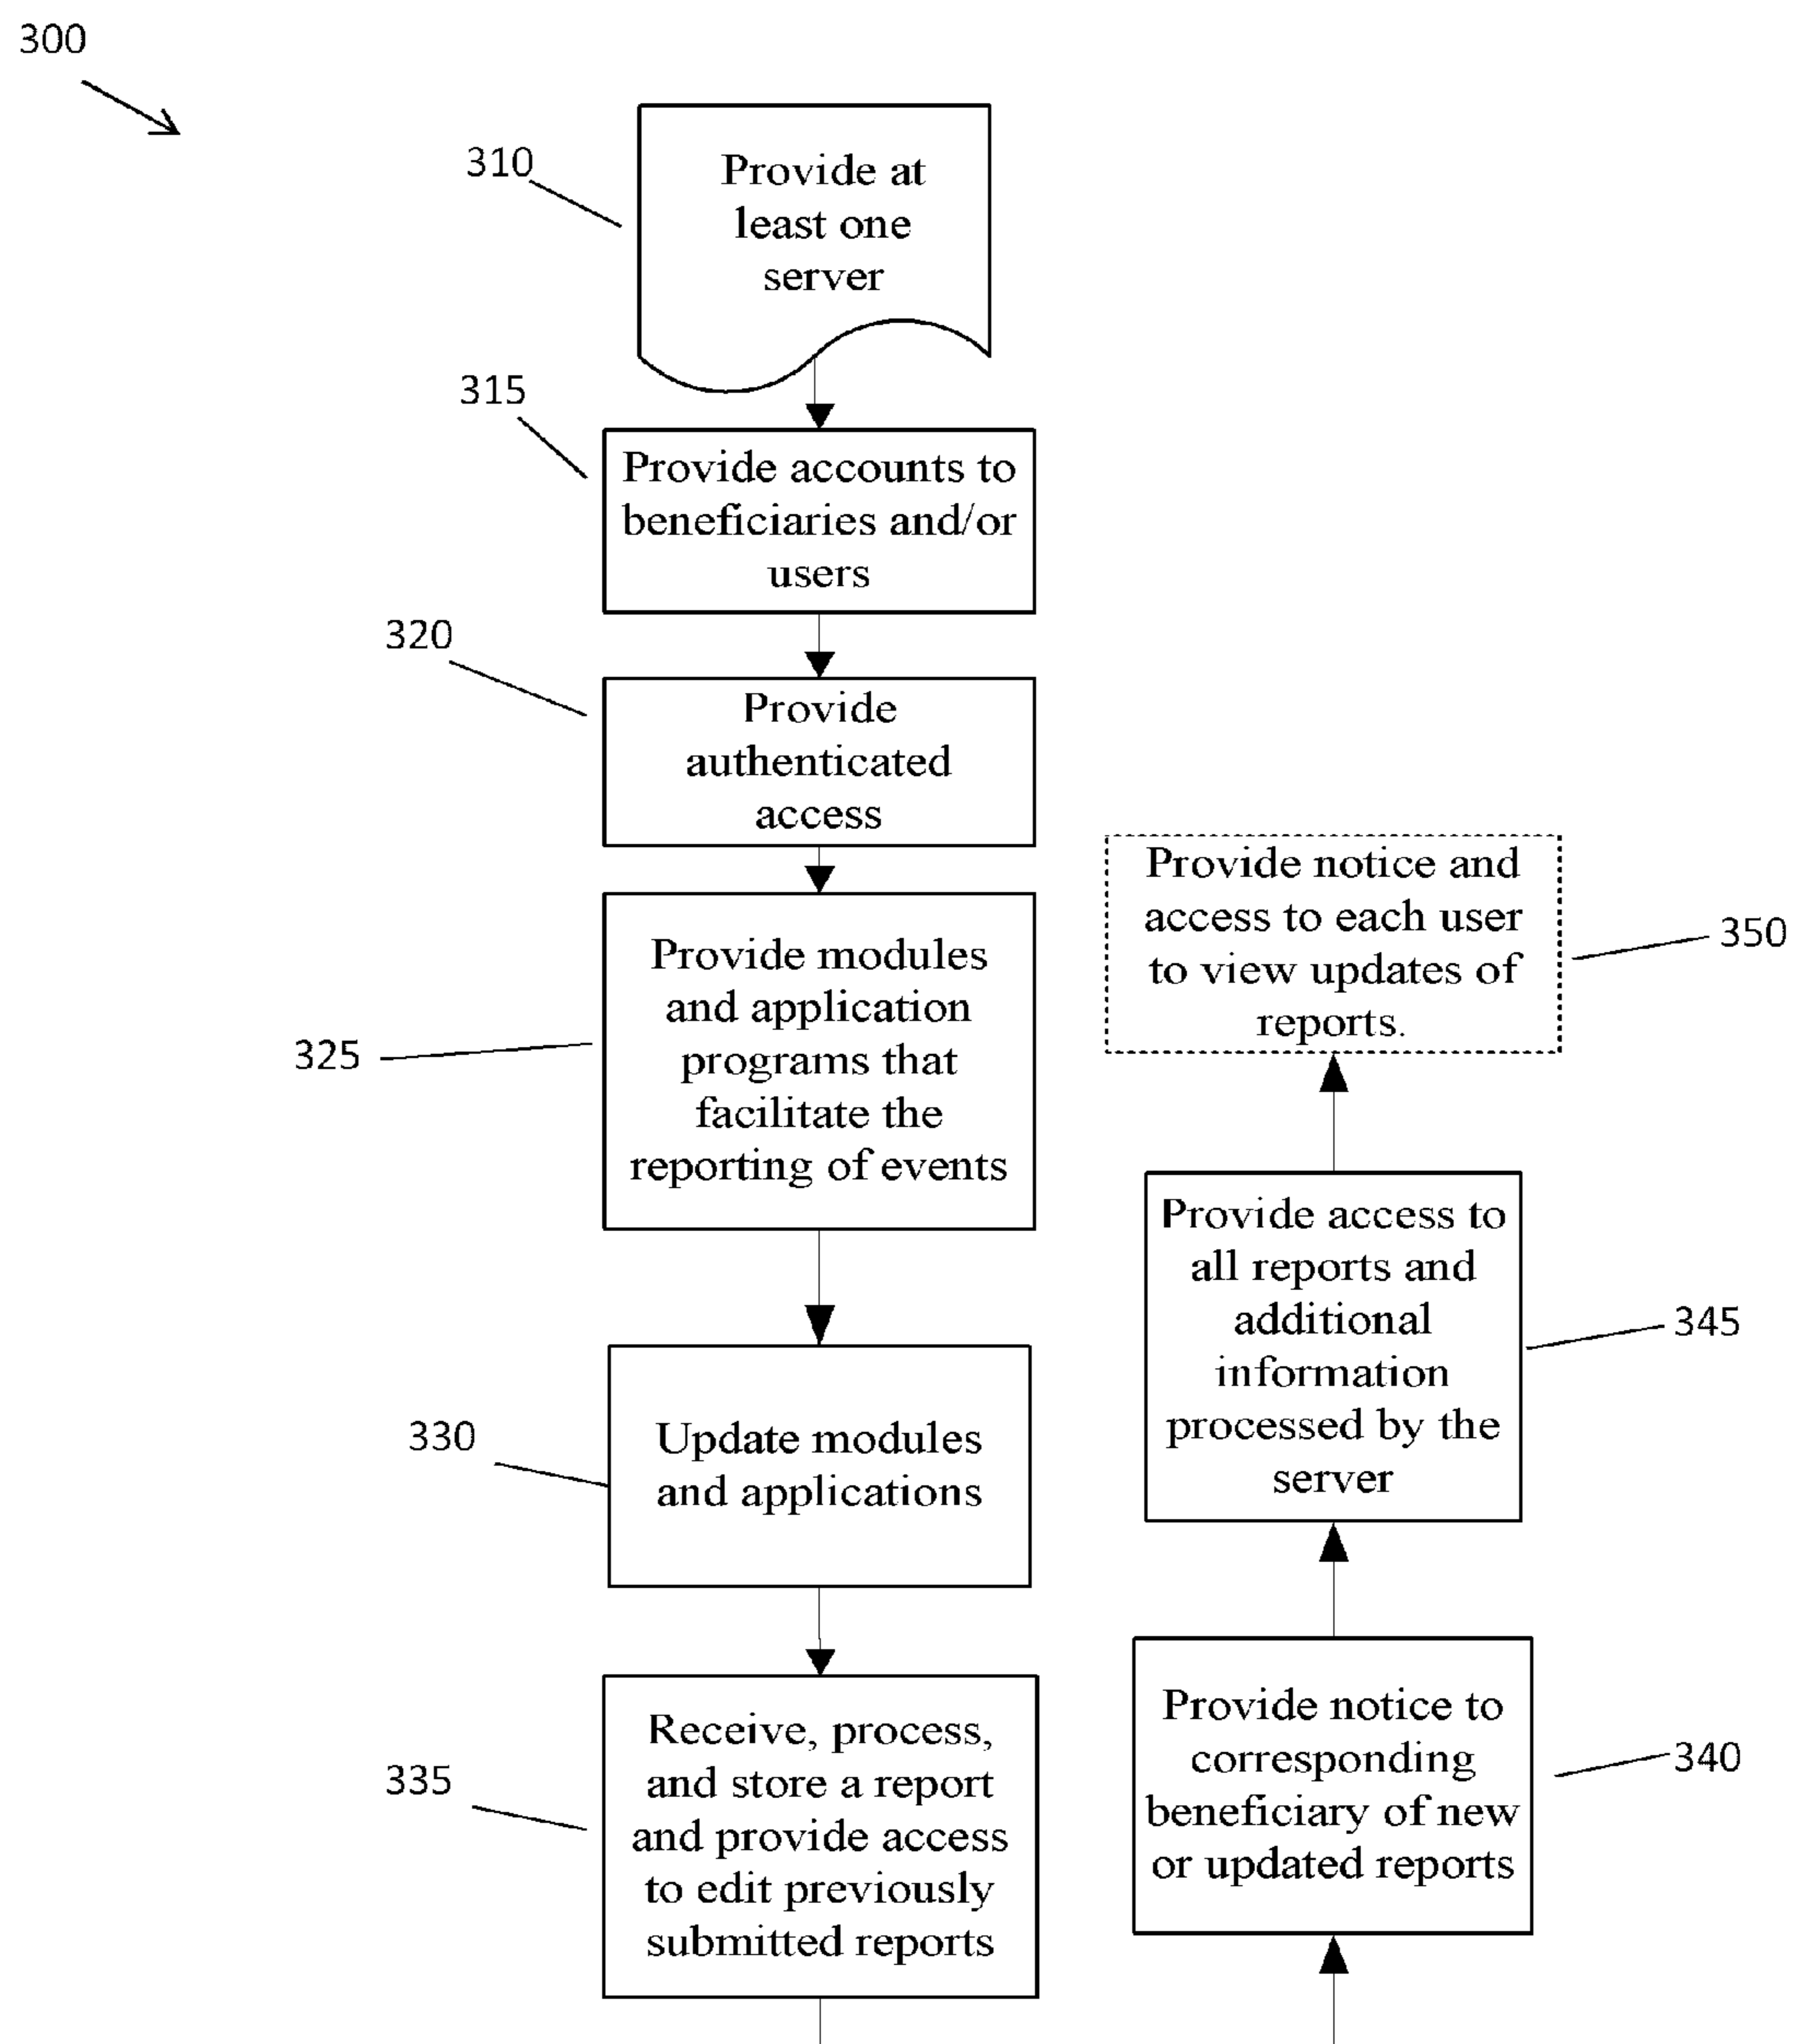 300
310
Provide at
least one
server
315
Provide accounts to
beneficiaries and/or
users
320
Provide
authenticated
access
325
Provide modules
and application
programs that
facilitate the
reporting of events
330
Update modules
and applications
335
Receive, process,
and store a report
and provide access
to edit previously
submitted reports
340
Provide notice to
corresponding
beneficiary of new
or updated reports
345
Provide access to
all reports and
additional
information
processed by the
server
350
Provide notice and
access to each user
to view updates of
reports.